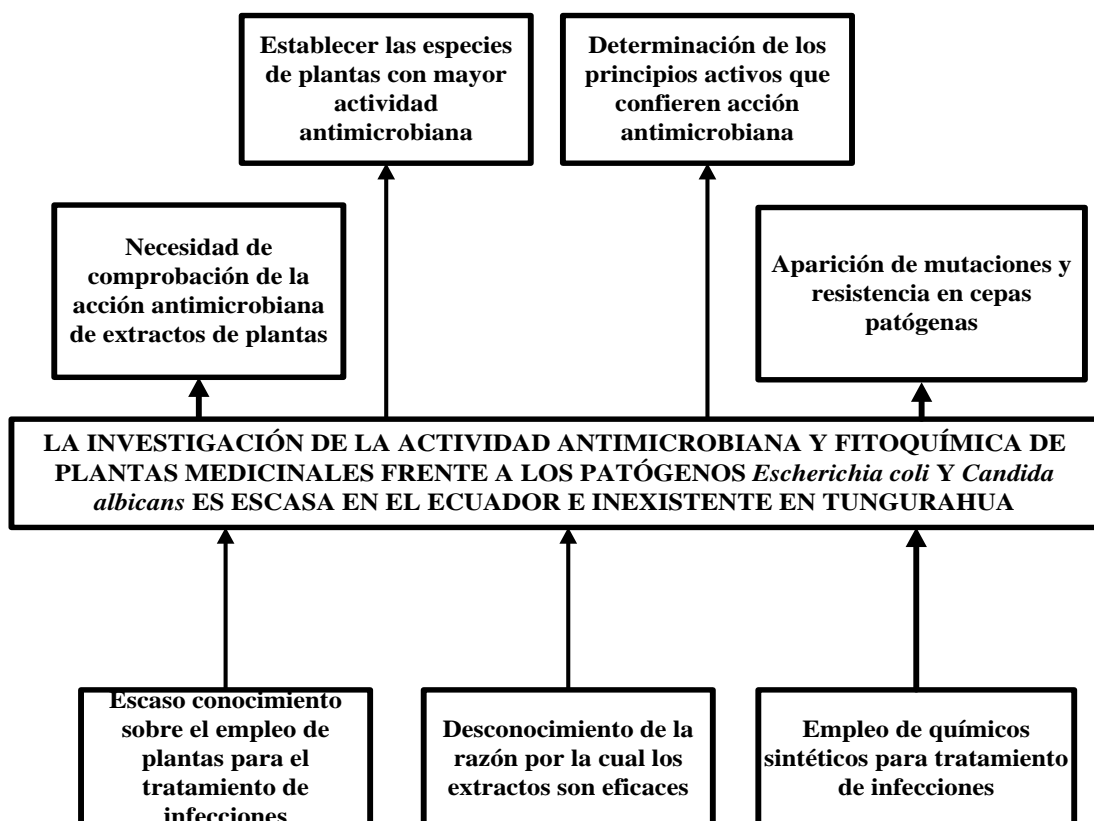 Establecer las especies
de plantas con mayor
actividad
antimicrobiana
Determinación de los
principios activos que
confieren acción
antimicrobiana
Necesidad de
comprobación de la
acción antimicrobiana
de extractos de plantas
Aparición de mutaciones y
resistencia en cepas
patógenas
LA INVESTIGACIÓN DE LA ACTIVIDAD ANTIMICROBIANA Y FITOQUÍMICA DE
PLANTAS MEDICINALES FRENTE A LOS PATÓGENOS Escherichia coli Y Candida
albicans ES ESCASA EN EL ECUADOR E INEXISTENTE EN TUNGURAHUA
Escaso conocimiento
sobre el empleo de
plantas para el
tratamiento de
infecciones
Desconocimiento de la
razón por la cual los
extractos son eficaces
Empleo de químicos
sintéticos para tratamiento
de infecciones